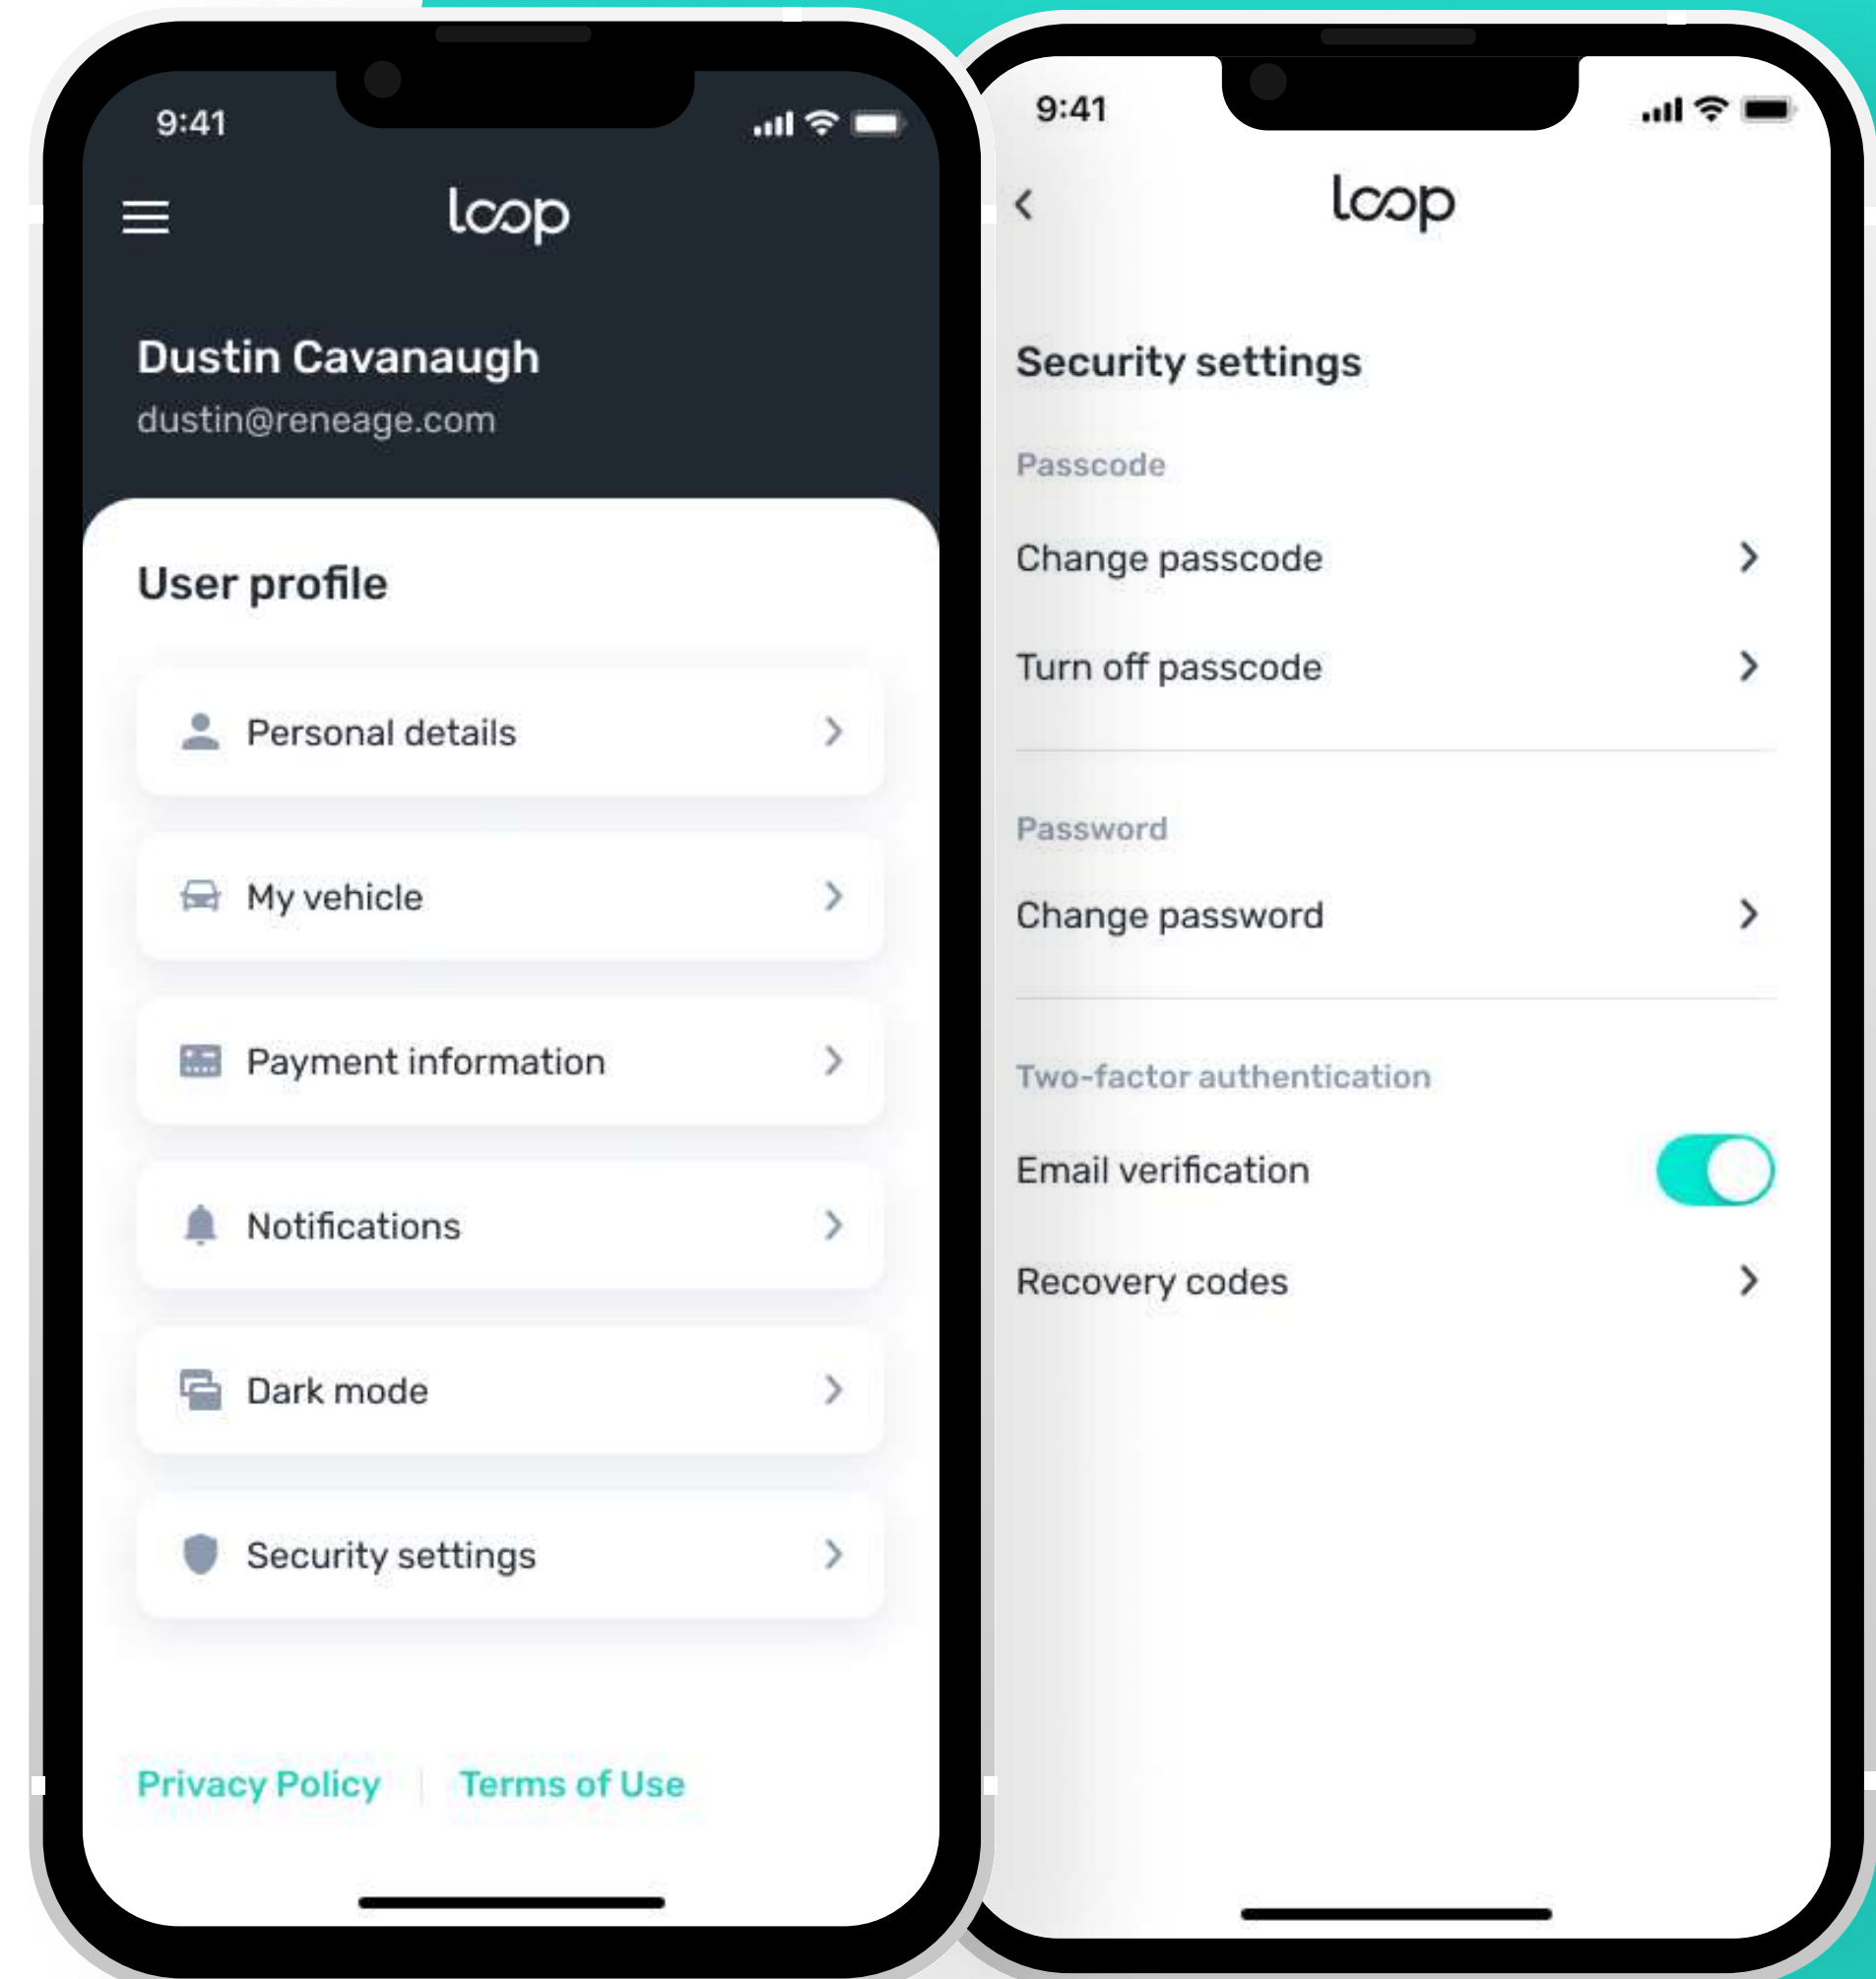 9:41
loop
Dustin Cavanaugh
dustin@reneage.com
User profile
Personal details
My vehicle
Payment information
Notifications
Dark mode
Security settings
Privacy Policy | Terms of Use
9:41
loop
Security settings
Passcode
Change passcode
Turn off passcode
Password
Change password
Two-factor authentication
Email verification
Recovery codes